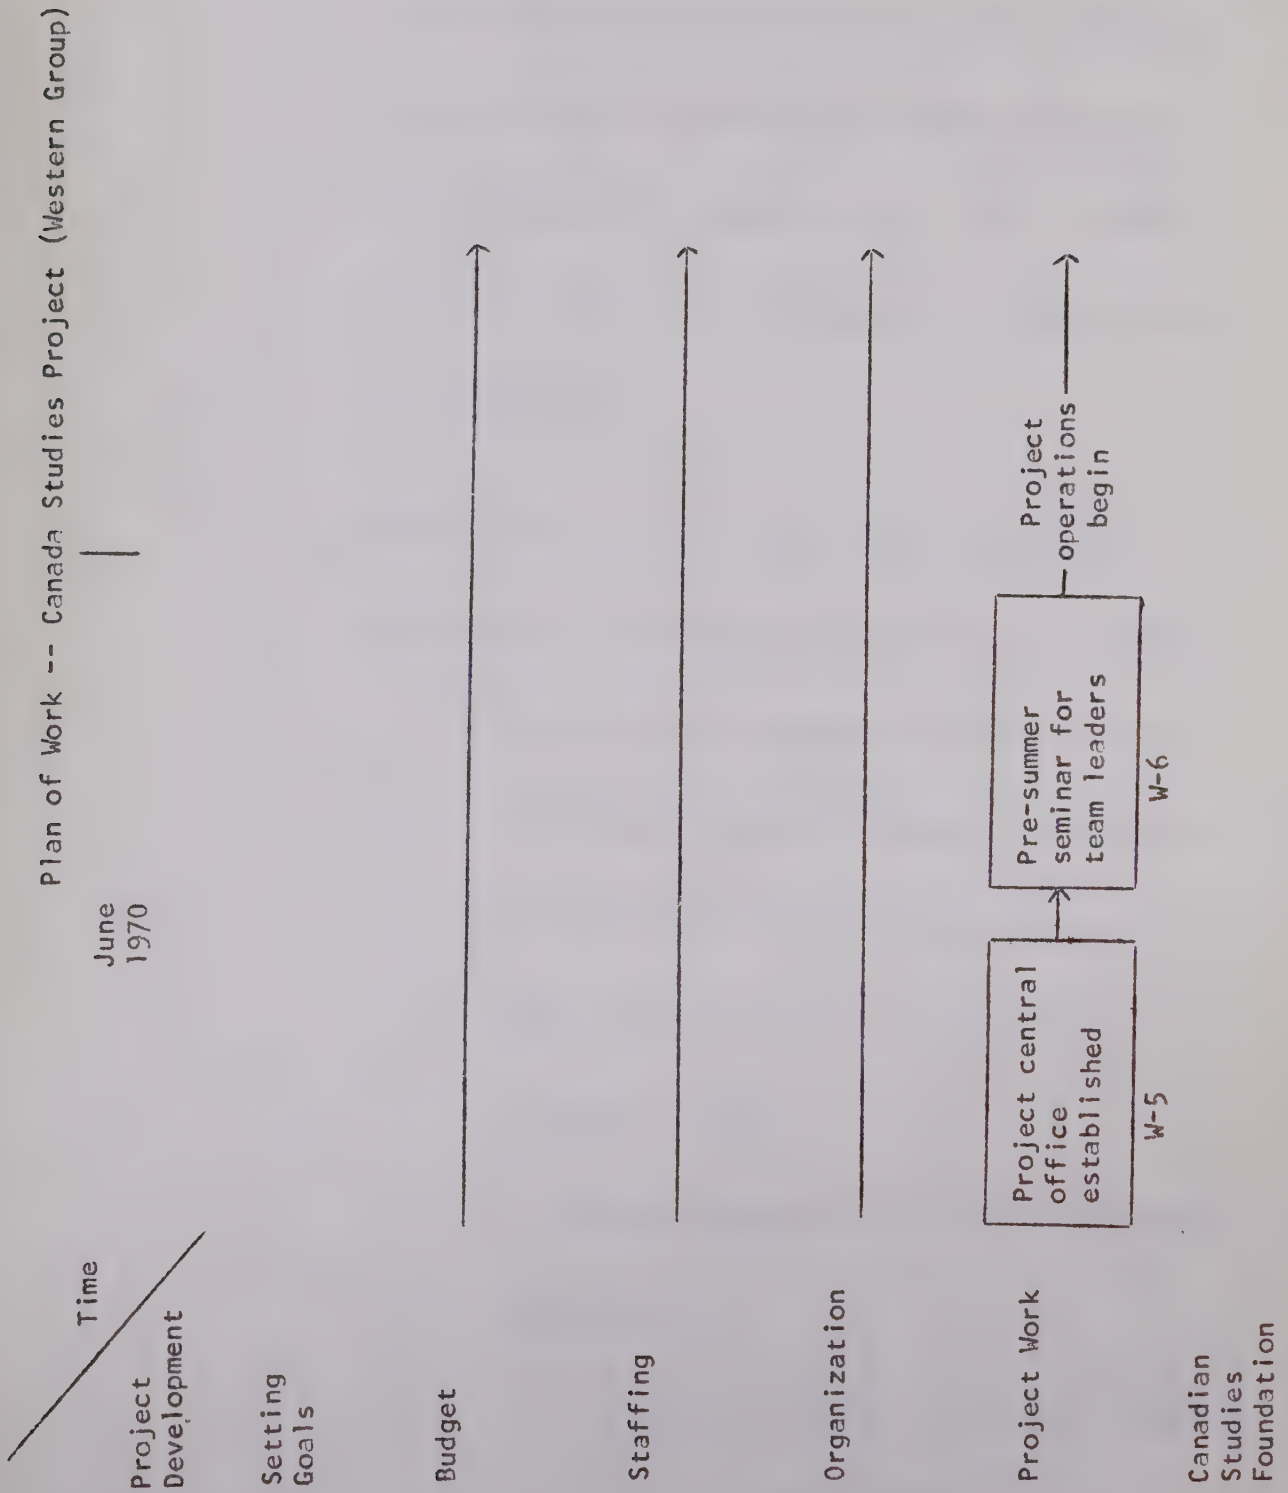 Plan of Work -- Canada Studies Project (Western Group)
Time
June
1970
Project
Development
Setting
Goals
Budget
Staffing
Organization
Project Work
Project central
office
established
W-5
Pre-summer
seminar for
team leaders
W-6
Project
operations
begin
Canadian
Studies
Foundation